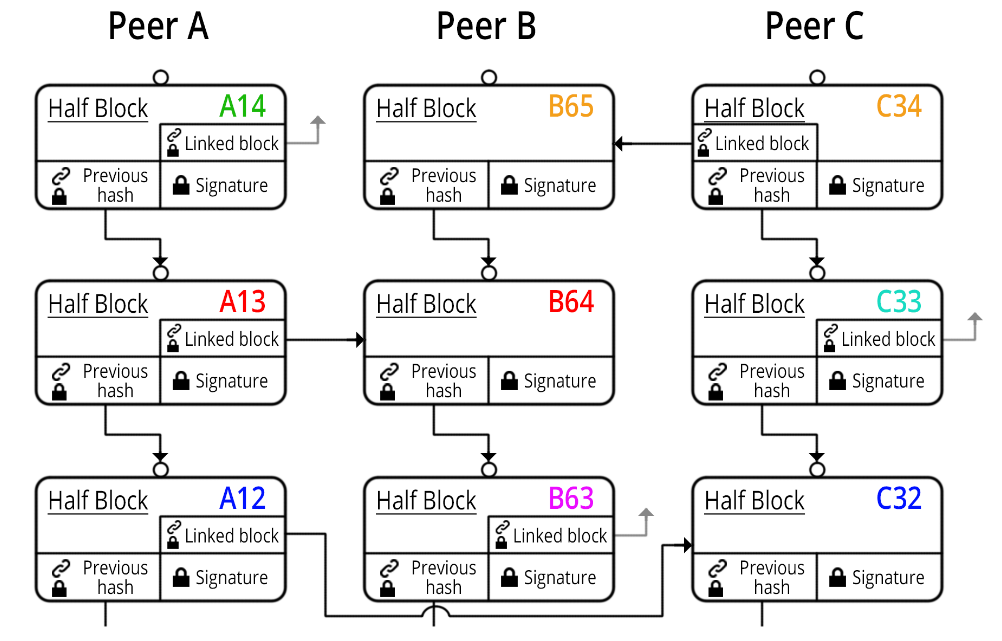 Peer A
Peer B
Peer C
Half Block A14
Linked block
Previous hash
Signature
Half Block B65
Previous hash
Signature
Half Block C34
Linked block
Previous hash
Signature
Half Block A13
Linked block
Previous hash
Signature
Half Block B64
Previous hash
Signature
Half Block C33
Linked block
Previous hash
Signature
Half Block A12
Linked block
Previous hash
Signature
Half Block B63
Linked block
Previous hash
Signature
Half Block C32
Previous hash
Signature